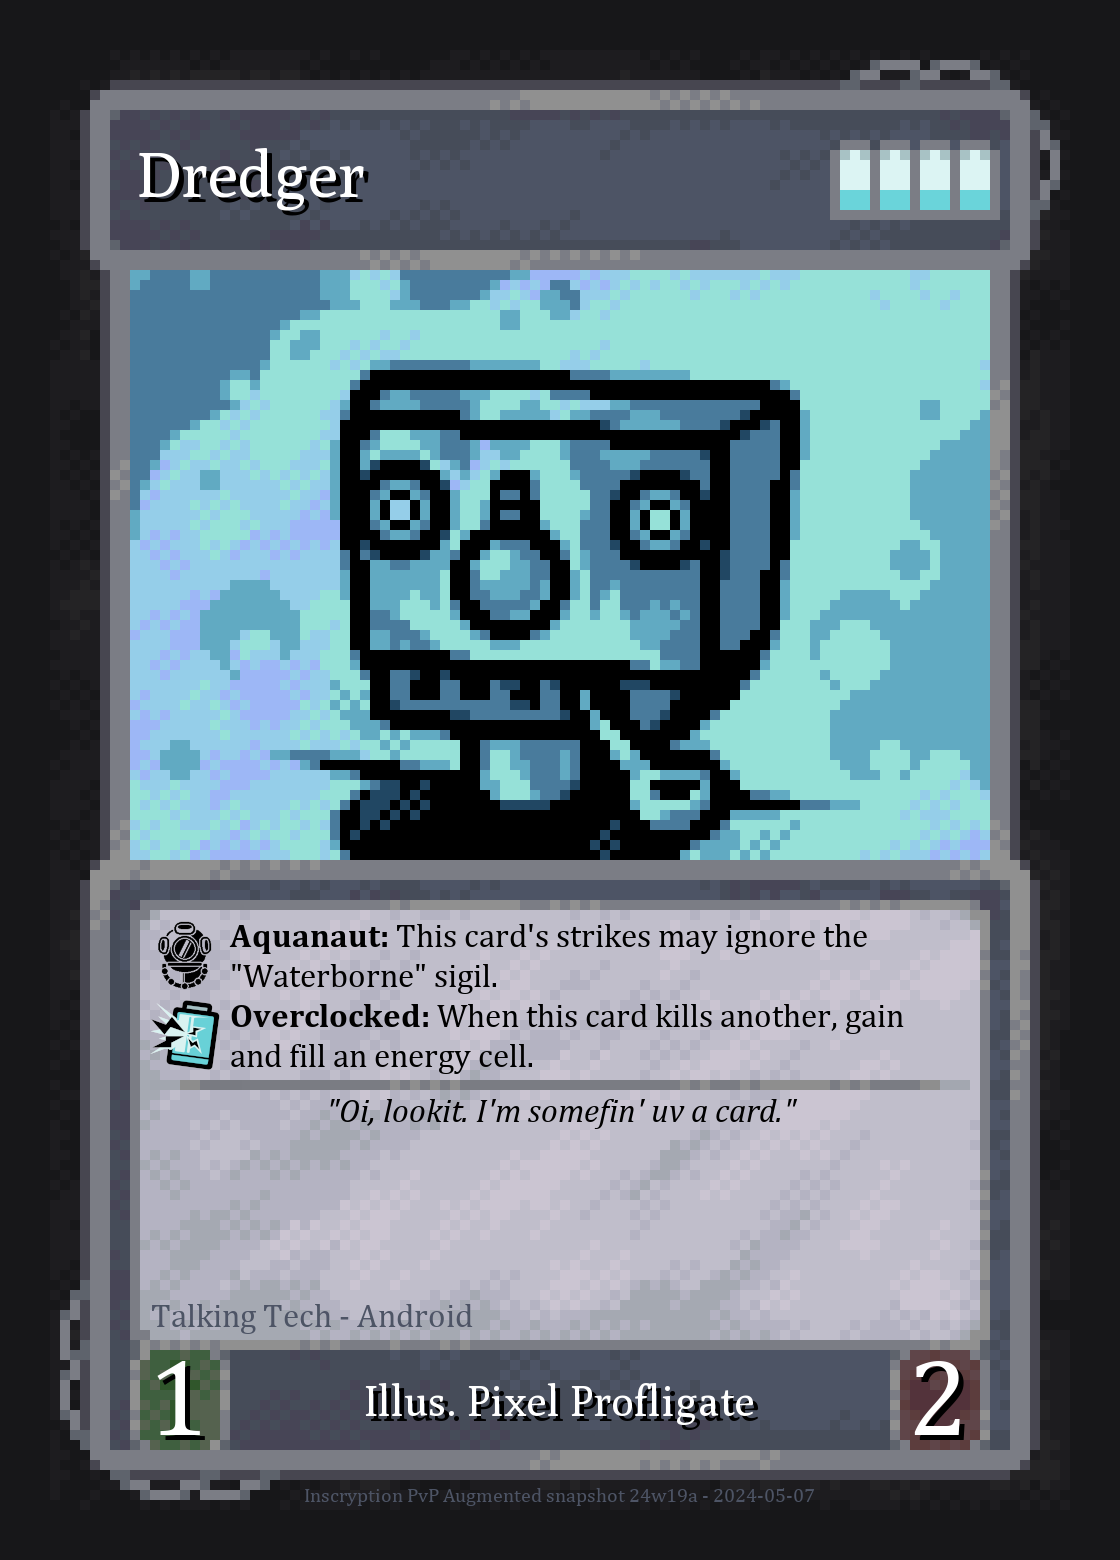 Dredger
Aquanaut: This card's strikes may ignore the
"Waterborne" sigil.
Overclocked: When this card kills another, gain
and fill an energy cell.
"Oi, lookit. I'm somefin' uv a card."
Talking Tech - Android
1
Illus. Pixel Profligate
2
Inscryption PvP Augmented snapshot 24w19a - 2024-05-07